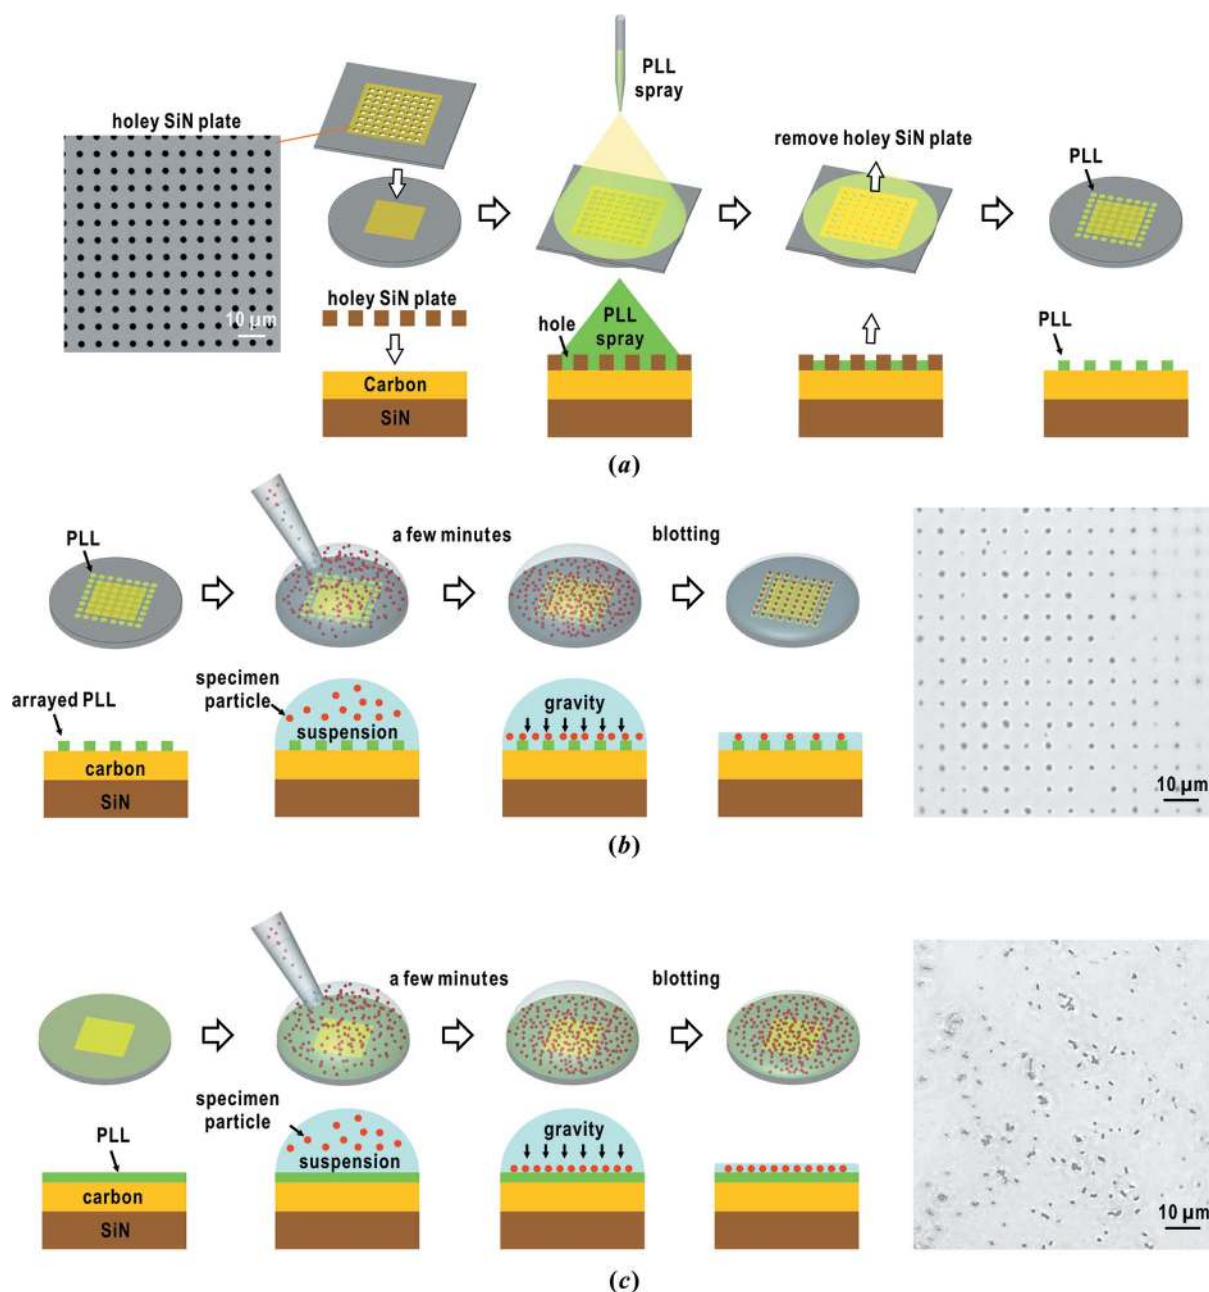 PLL
spray
holey SiN plate
remove holey SiN plate
PLL
10 µm
holey SiN plate
hole
PLL
spray
PLL
Carbon
SiN
(a)
PLL
a few minutes
blotting
specimen
particle
arrayed PLL
suspension
gravity
carbon
SiN
10 µm
(b)
a few minutes
blotting
specimen
particle
PLL
suspension
gravity
carbon
SiN
10 µm
(c)